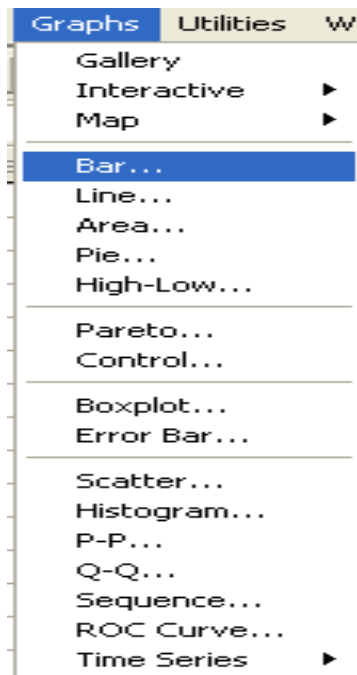 Graphs Utilities W
Gallery
Interactive
Map
Bar...
Line...
Area...
Pie...
High-Low...
Pareto...
Control...
Boxplot...
Error Bar...
Scatter...
Histogram...
P-P...
Q-Q...
Sequence...
ROC Curve...
Time Series